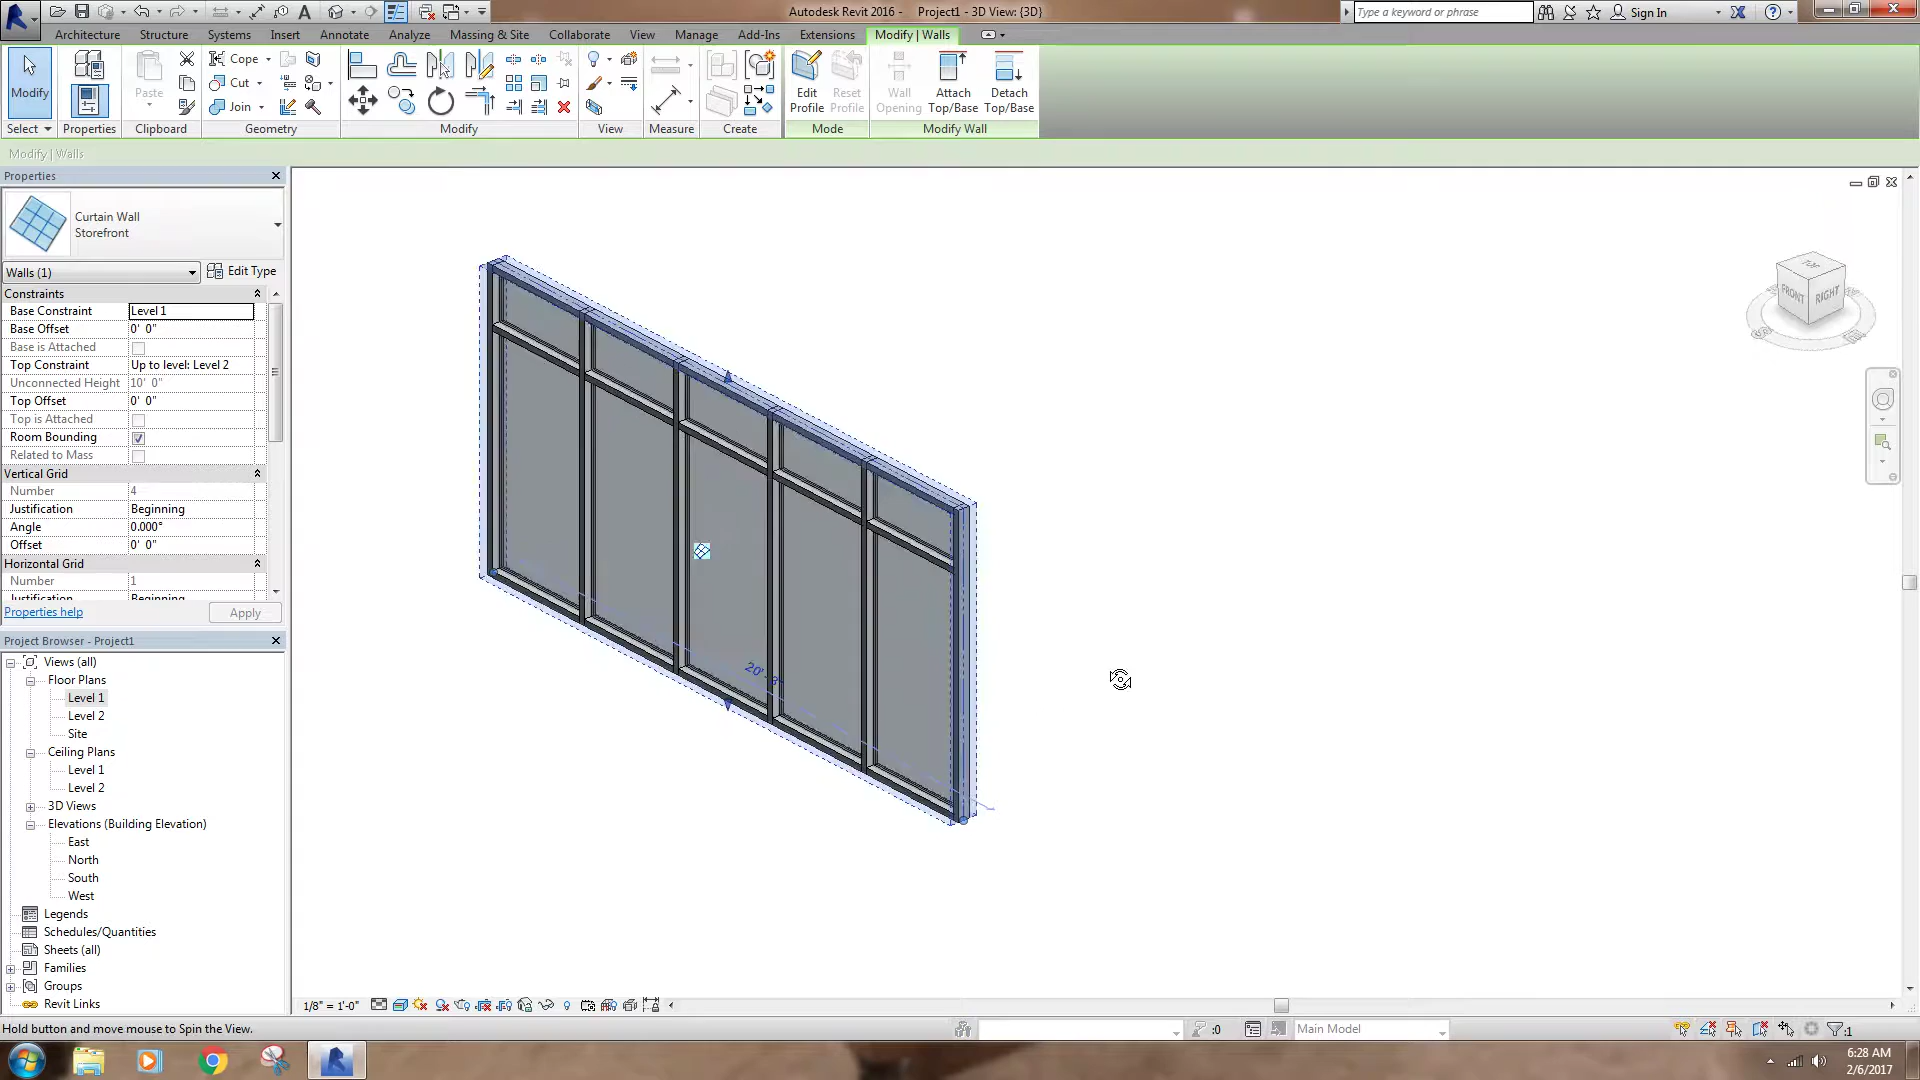 Autodesk Revit 2016 - Project1 - 3D View: {3D}
Type a keyword or phrase
Sign In
Architecture Structure Systems Insert Annotate Analyze Massing & Site Collaborate View Manage Add-Ins Extensions Modify | Walls
Modify
Paste
Cope
Cut
Join
Edit Profile
Reset Profile
Wall Opening
Attach Top/Base
Detach Top/Base
Select Properties Clipboard Geometry Modify View Measure Create Mode Modify Wall
Modify | Walls
Properties
Curtain Wall
Storefront
Walls (1) Edit Type
Constraints
Base Constraint Level 1
Base Offset 0' 0"
Base is Attached
Top Constraint Up to level: Level 2
Unconnected Height 10' 0"
Top Offset 0' 0"
Top is Attached
Room Bounding
Related to Mass
Vertical Grid
Number 4
Justification Beginning
Angle 0.000°
Offset 0' 0"
Horizontal Grid
Number 1
Justification Beginning
Properties help Apply
Project Browser - Project1
Views (all)
Floor Plans
Level 1
Level 2
Site
Ceiling Plans
Level 1
Level 2
3D Views
Elevations (Building Elevation)
East
North
South
West
Legends
Schedules/Quantities
Sheets (all)
Families
Groups
Revit Links
TOP
FRONT
RIGHT
1/8" = 1'-0"
Hold button and move mouse to Spin the View.
:0
Main Model
:1
6:28 AM
2/6/2017